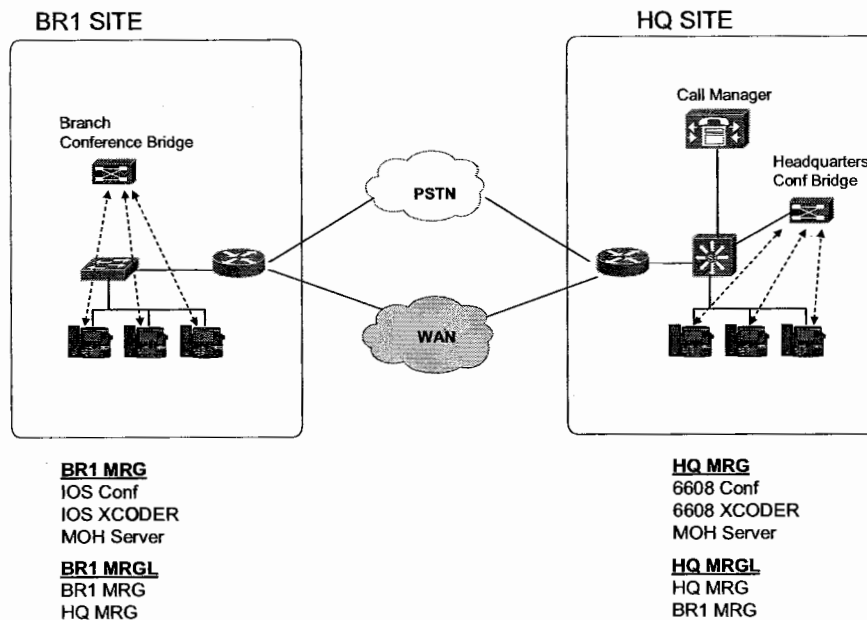 BR1 SITE
HQ SITE
Branch
Conference Bridge
Call Manager
Headquarters
Conf Bridge
PSTN
WAN
BR1 MRG
IOS Conf
IOS XCODER
MOH Server
BR1 MRGL
BR1 MRG
HQ MRG
HQ MRG
6608 Conf
6608 XCODER
MOH Server
HQ MRGL
HQ MRG
BR1 MRG